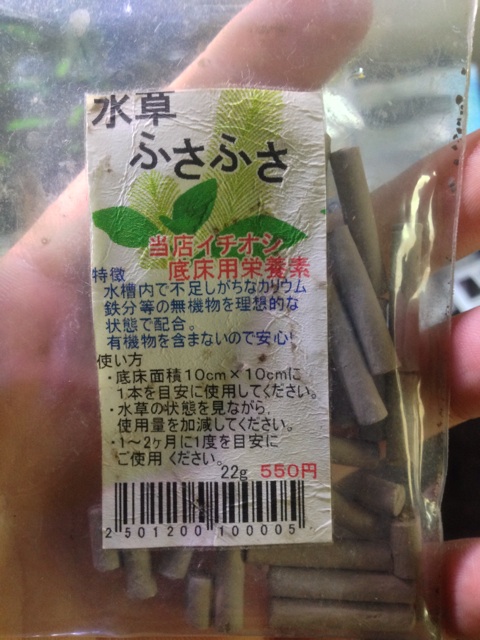 水草
ふさふさ
当店イチオシ
底床用栄養素
特徴
水槽内で不足しがちなカリウム
鉄分等の無機物を理想的な
状態で配合。
有機物を含まないので安心!
使い方
・底床面積10cm×10cmに
1本を目安に使用してください。
・水草の状態を見ながら、
使用量を加減してください。
・1～2ヶ月に1度を目安に
ご使用ください。
22g 550円
2501200100005